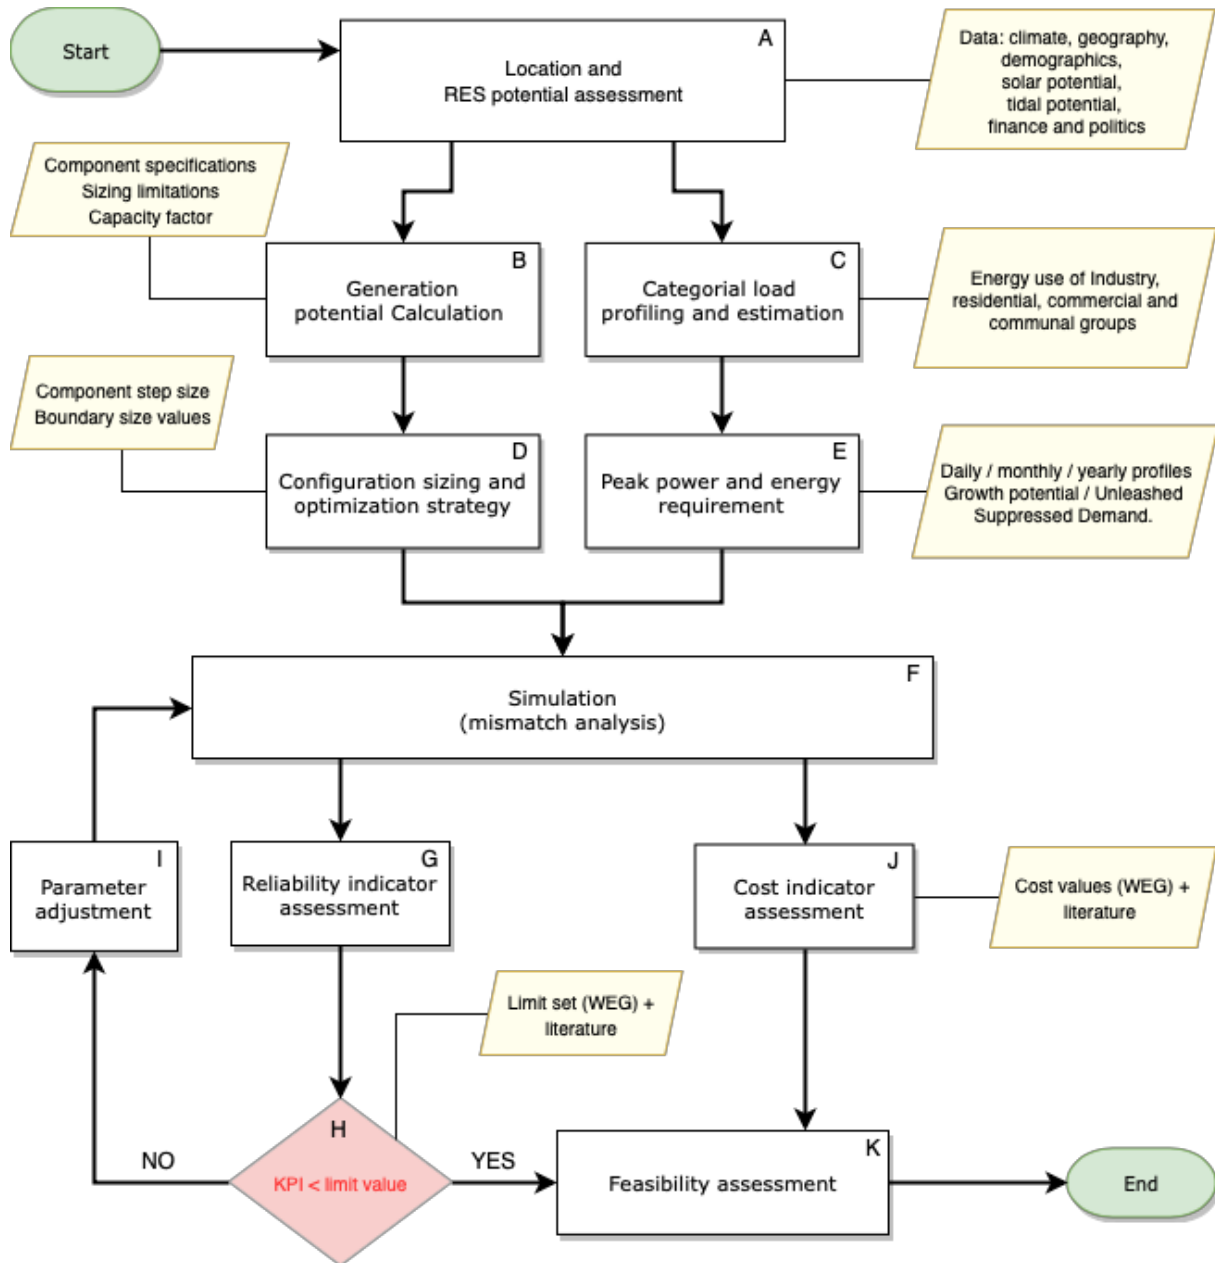 Start
A
Location and
RES potential assessment
Data: climate, geography,
demographics,
solar potential,
tidal potential,
finance and politics
Component specifications
Sizing limitations
Capacity factor
B
Generation
potential Calculation
C
Categorial load
profiling and estimation
Energy use of Industry,
residential, commercial and
communal groups
Component step size
Boundary size values
D
Configuration sizing and
optimization strategy
E
Peak power and energy
requirement
Daily / monthly / yearly profiles
Growth potential / Unleashed
Suppressed Demand.
F
Simulation
(mismatch analysis)
I
Parameter
adjustment
G
Reliability indicator
assessment
J
Cost indicator
assessment
Cost values (WEG) +
literature
Limit set (WEG) +
literature
H
KPI < limit value
NO
YES
K
Feasibility assessment
End